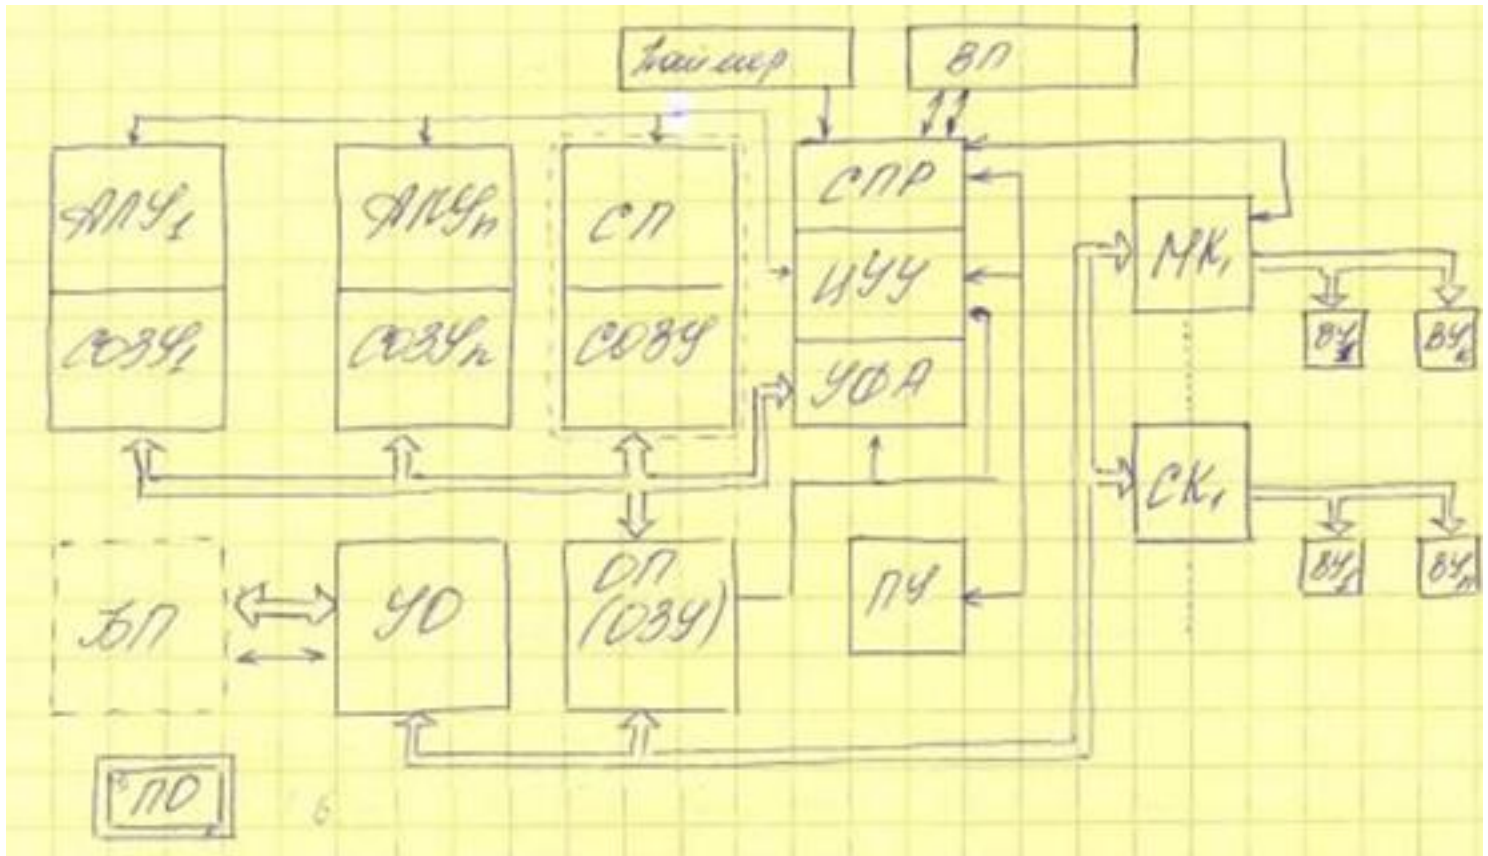 Таймер
ВП
АЛУ1
АЛУn
СП
СПР
МК1
ЦУУ
СОЗУ1
СОЗУn
СОЗУ
УФА
ВУ1
ВУn
СК1
БП
УО
ОП
(ОЗУ)
ПУ
ВУ1
ВУn
ПО
6